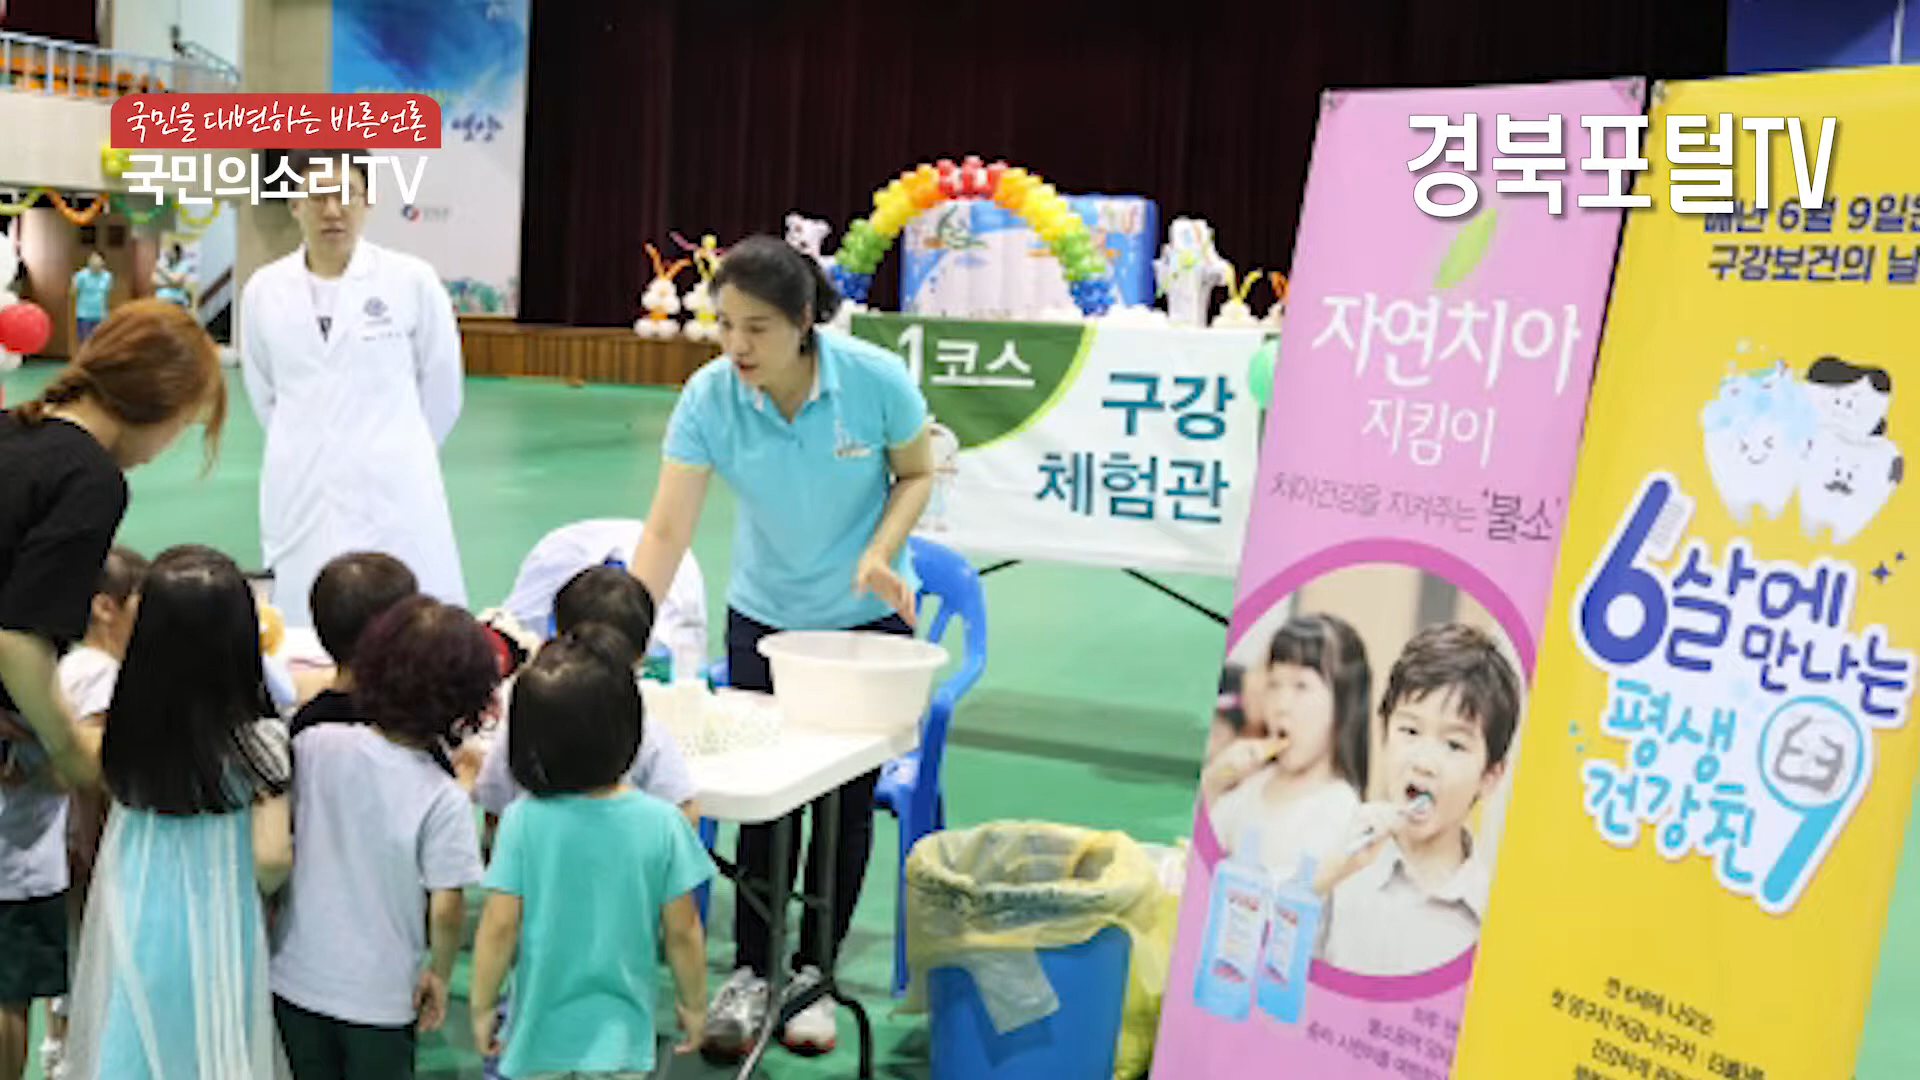 국민을 대변하는 바른언론
국민의소리TV
경북포털TV
1코스
구강
체험관
자연치아
지킴이
치아건강을 지켜주는 '불소'
매년 6월 9일은
구강보건의 날
6살에
만나는
평생
건강친9